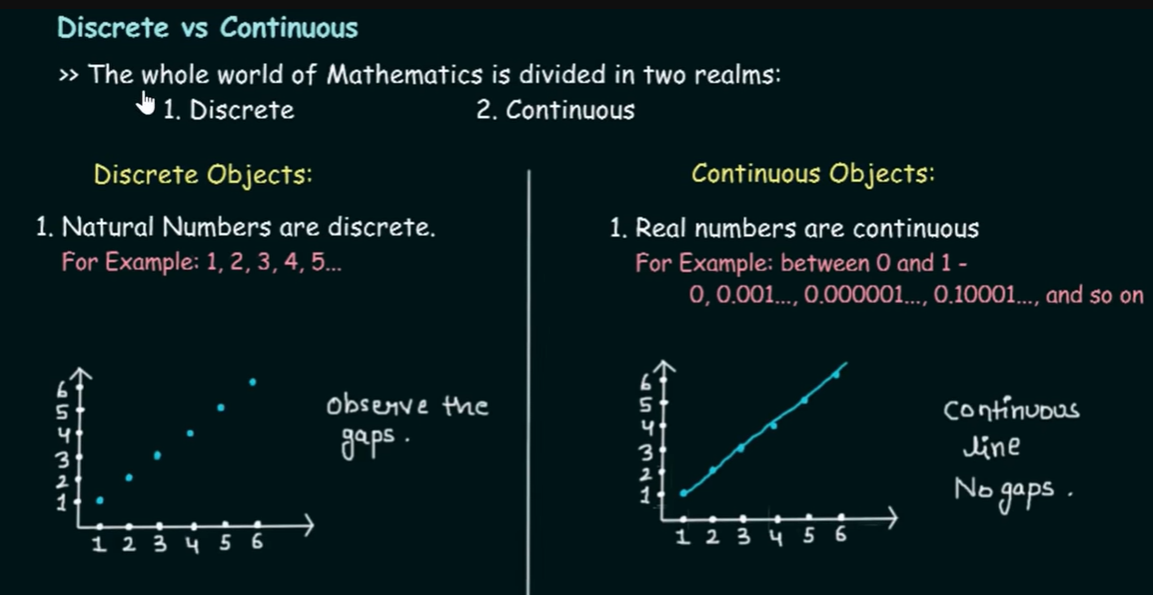 Discrete vs Continuous
>> The whole world of Mathematics is divided in two realms:
1. Discrete 2. Continuous
Discrete Objects:
1. Natural Numbers are discrete.
For Example: 1, 2, 3, 4, 5...
6
5
4
3
2
1
1 2 3 4 5 6
observe the
gaps.
Continuous Objects:
1. Real numbers are continuous
For Example: between 0 and 1 -
0, 0.001..., 0.000001..., 0.10001..., and so on
6
5
4
3
2
1
1 2 3 4 5 6
Continuous
line
No gaps.